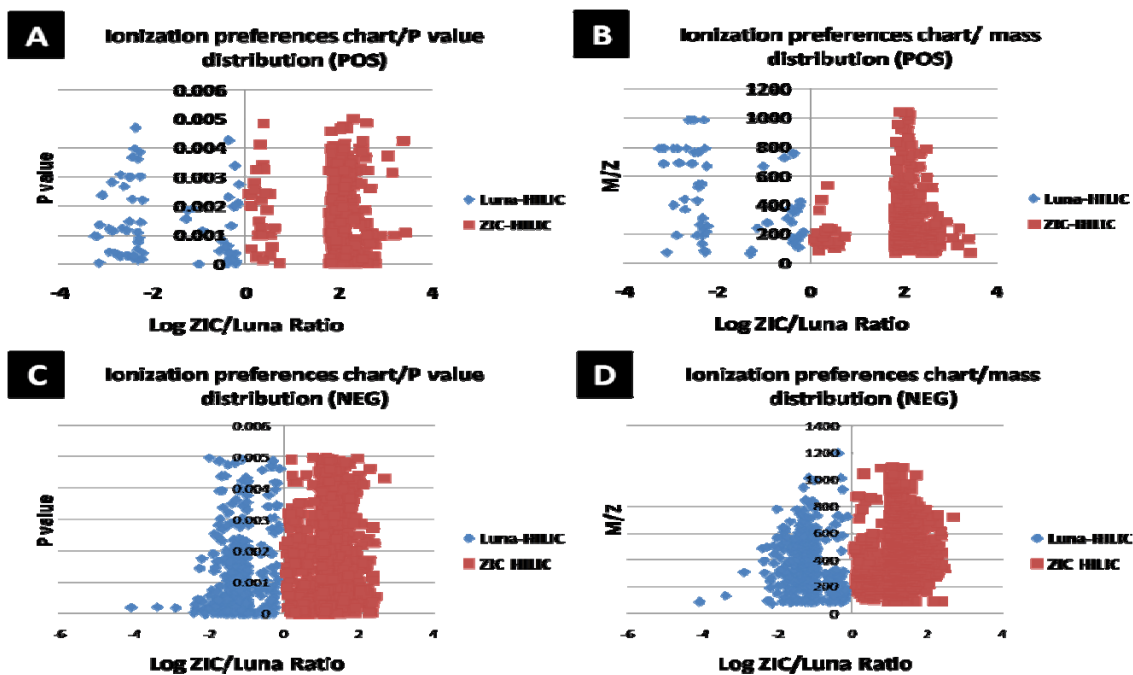 A
Ionization preferences chart/P value
distribution (POS)
0.006
0.005
0.004
0.003
0.002
0.001
0
P value
-4
-2
0
2
4
Log ZIC/Luna Ratio
Luna-HILIC
ZIC-HILIC
B
Ionization preferences chart/ mass
distribution (POS)
1200
1000
800
600
400
200
0
M/Z
-4
-2
0
2
4
Log ZIC/Luna Ratio
Luna-HILIC
ZIC-HILIC
C
Ionization preferences chart/P value
distribution (NEG)
0.006
0.005
0.004
0.003
0.002
0.001
0
P value
-6
-4
-2
0
2
4
Log ZIC/Luna Ratio
Luna-HILIC
ZIC HILIC
D
Ionization preferences chart/mass
distribution (NEG)
1400
1200
1000
800
600
400
200
0
M/Z
-6
-4
-2
0
2
4
Log ZIC/Luna Ratio
Luna-HILIC
ZIC HILIC